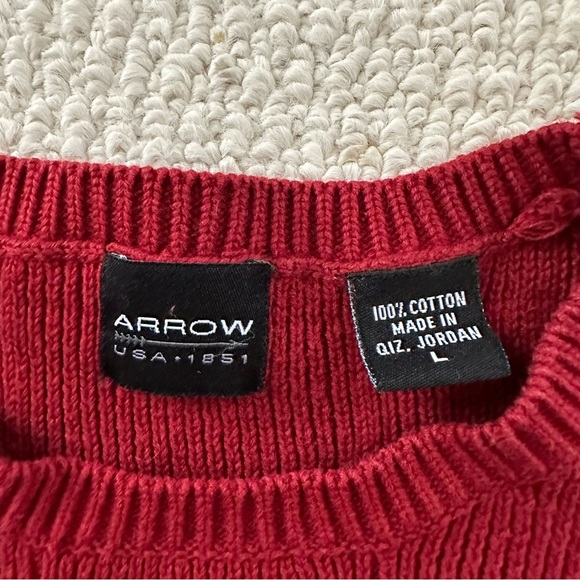 ARROW
USA • 1851
100% COTTON
MADE IN
QIZ. JORDAN
L